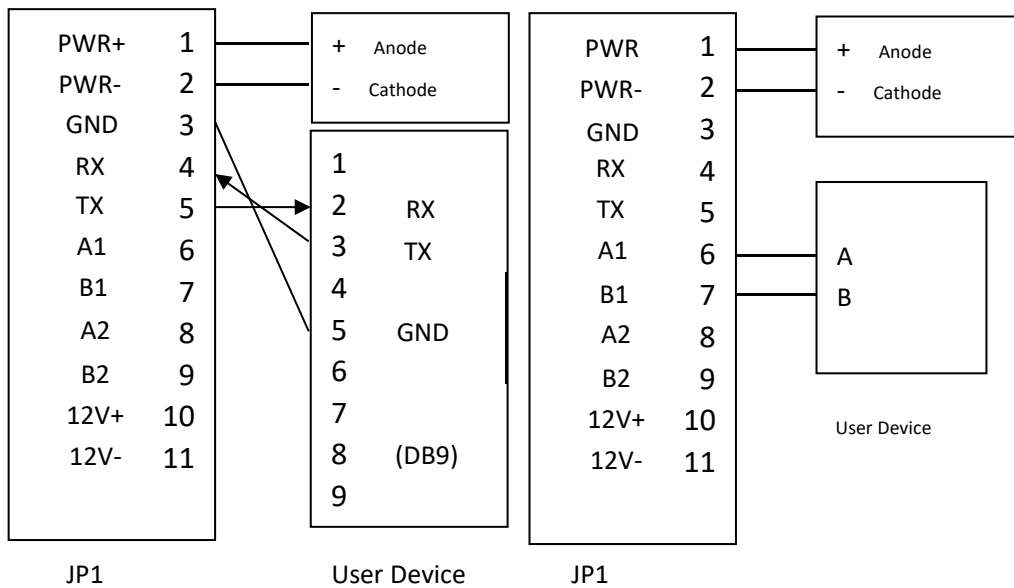 PWR+ 1
PWR- 2
GND 3
RX 4
TX 5
A1 6
B1 7
A2 8
B2 9
12V+ 10
12V- 11
JP1
+ Anode
- Cathode
1
2 RX
3 TX
4
5 GND
6
7
8 (DB9)
9
User Device
PWR 1
PWR- 2
GND 3
RX 4
TX 5
A1 6
B1 7
A2 8
B2 9
12V+ 10
12V- 11
JP1
+ Anode
- Cathode
A
B
User Device